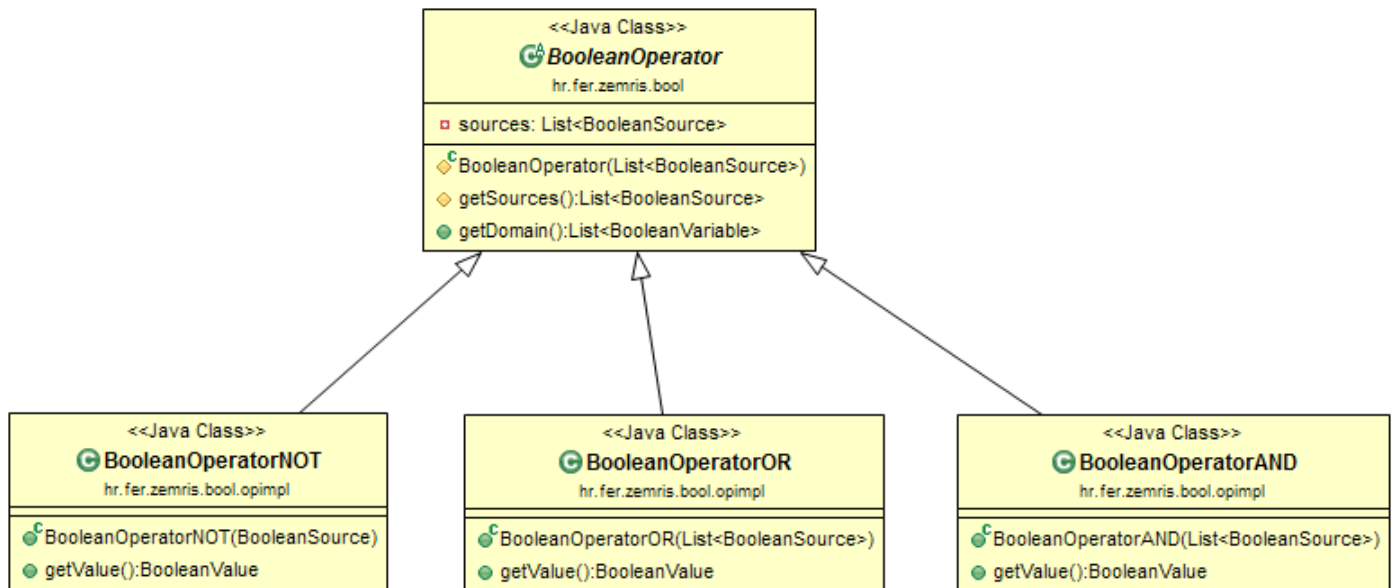 <<Java Class>>
BooleanOperator
hr.fer.zemris.bool
sources: List<BooleanSource>
BooleanOperator(List<BooleanSource>)
getSources():List<BooleanSource>
getDomain():List<BooleanVariable>
<<Java Class>>
BooleanOperatorNOT
hr.fer.zemris.bool.opimpl
BooleanOperatorNOT(BooleanSource)
getValue():BooleanValue
<<Java Class>>
BooleanOperatorOR
hr.fer.zemris.bool.opimpl
BooleanOperatorOR(List<BooleanSource>)
getValue():BooleanValue
<<Java Class>>
BooleanOperatorAND
hr.fer.zemris.bool.opimpl
BooleanOperatorAND(List<BooleanSource>)
getValue():BooleanValue